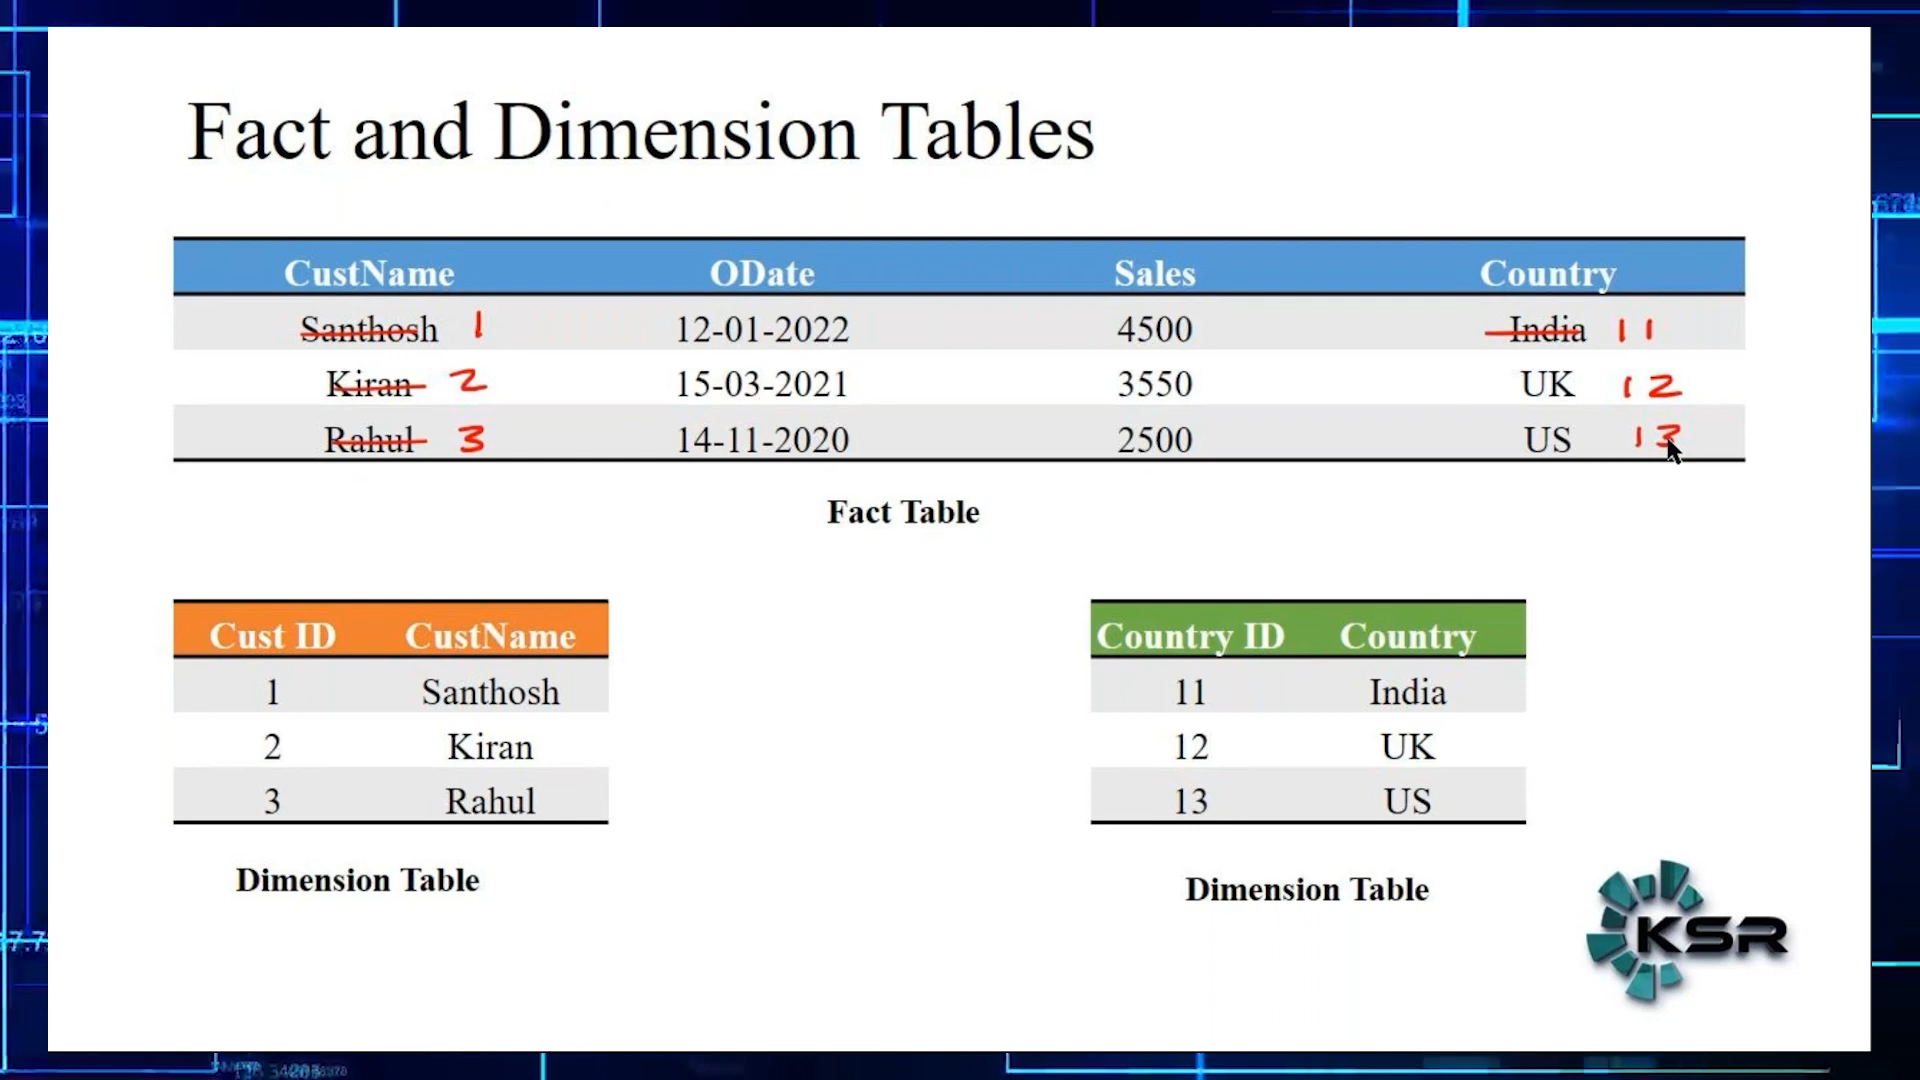 Fact and Dimension Tables
CustName ODate Sales Country
Santhosh 1 12-01-2022 4500 India 11
Kiran 2 15-03-2021 3550 UK 12
Rahul 3 14-11-2020 2500 US 13
Fact Table
Cust ID CustName
1 Santhosh
2 Kiran
3 Rahul
Dimension Table
Country ID Country
11 India
12 UK
13 US
Dimension Table
KSR